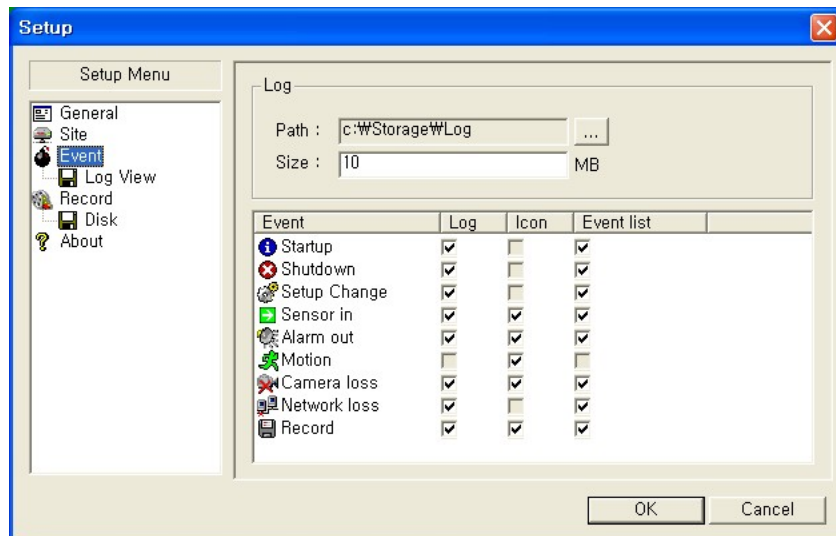 Setup
Setup Menu
General
Site
Event
Log View
Record
Disk
About
Log
Path : c:₩Storage₩Log ...
Size : 10 MB
Event Log Icon Event list
Startup
Shutdown
Setup Change
Sensor in
Alarm out
Motion
Camera loss
Network loss
Record
OK Cancel